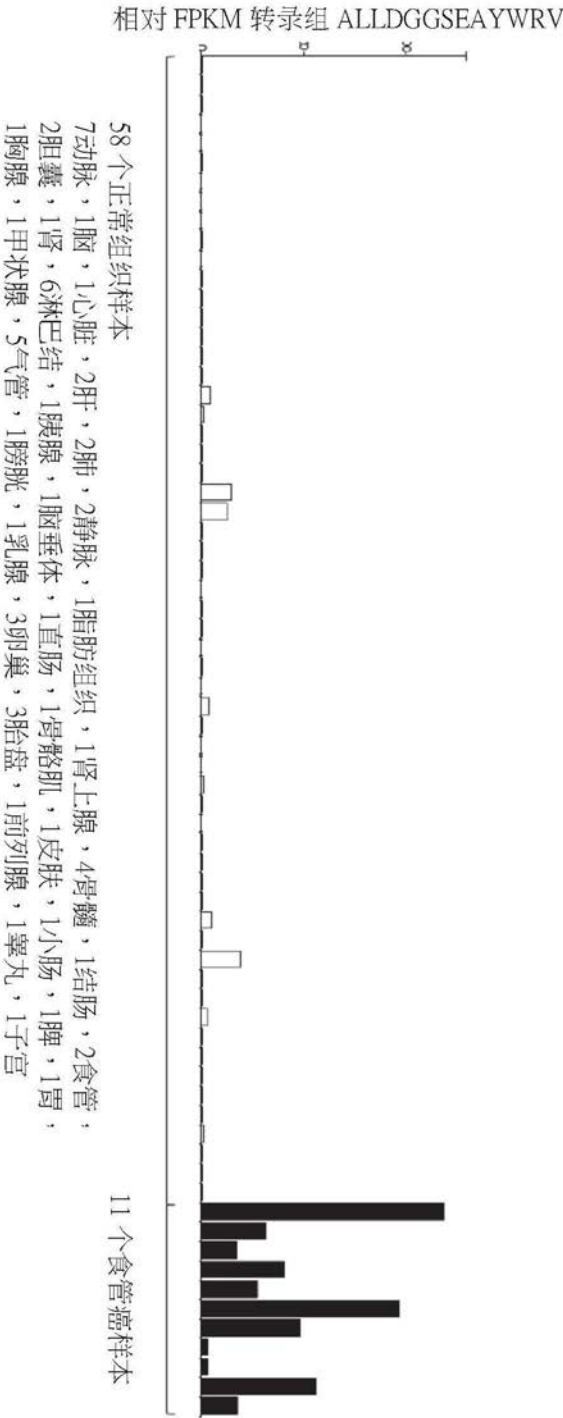 相对 FPKM 转录组 ALLDGGSEAYWRV
58 个正常组织样本
7动脉，1脑，1心脏，2肝，2肺，2静脉，1脂肪组织，1肾上腺，4骨髓，1结肠，2食管，
2胆囊，1肾，6淋巴结，1胰腺，1脑垂体，1直肠，1骨骼肌，1皮肤，1小肠，1脾，1胃，
1胸腺，1甲状腺，5气管，1膀胱，1乳腺，3卵巢，3胎盘，1前列腺，1睾丸，1子宫
11 个食管癌样本